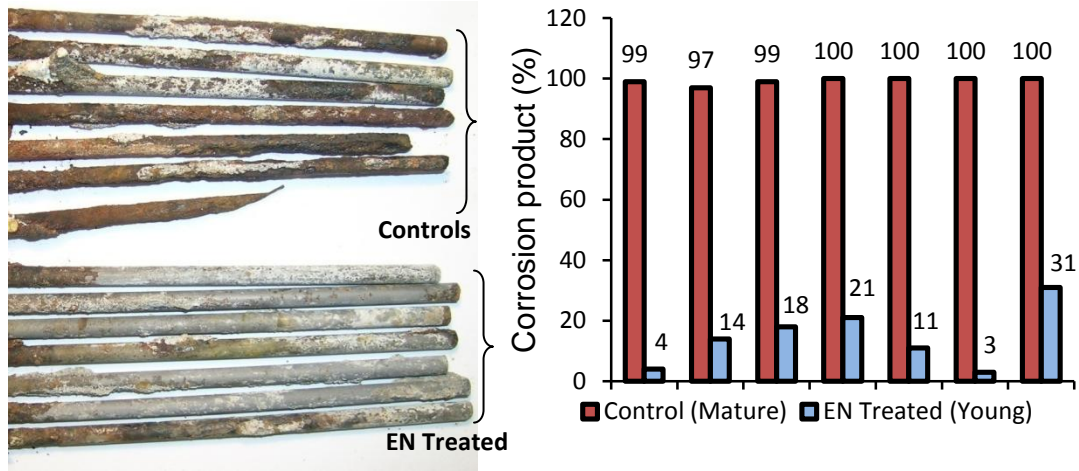 Controls
EN Treated
Corrosion product (%)
120
100
80
60
40
20
0
99 97 99 100 100 100 100
4 14 18 21 11 3 31
Control (Mature) EN Treated (Young)